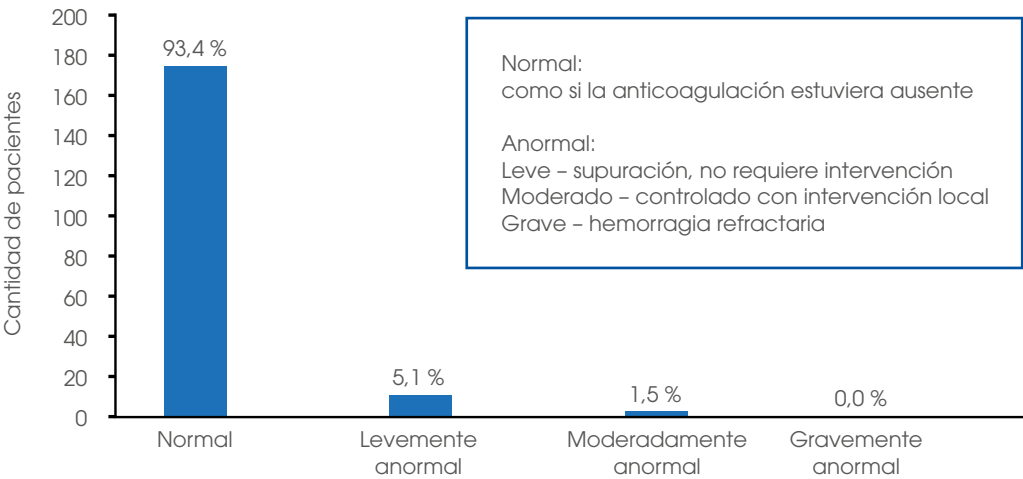 Cantidad de pacientes
200
180
160
140
120
100
80
60
40
20
0
93,4 %
5,1 %
1,5 %
0,0 %
Normal
Levemente
anormal
Moderadamente
anormal
Gravemente
anormal
Normal:
como si la anticoagulación estuviera ausente
Anormal:
Leve – supuración, no requiere intervención
Moderado – controlado con intervención local
Grave – hemorragia refractaria